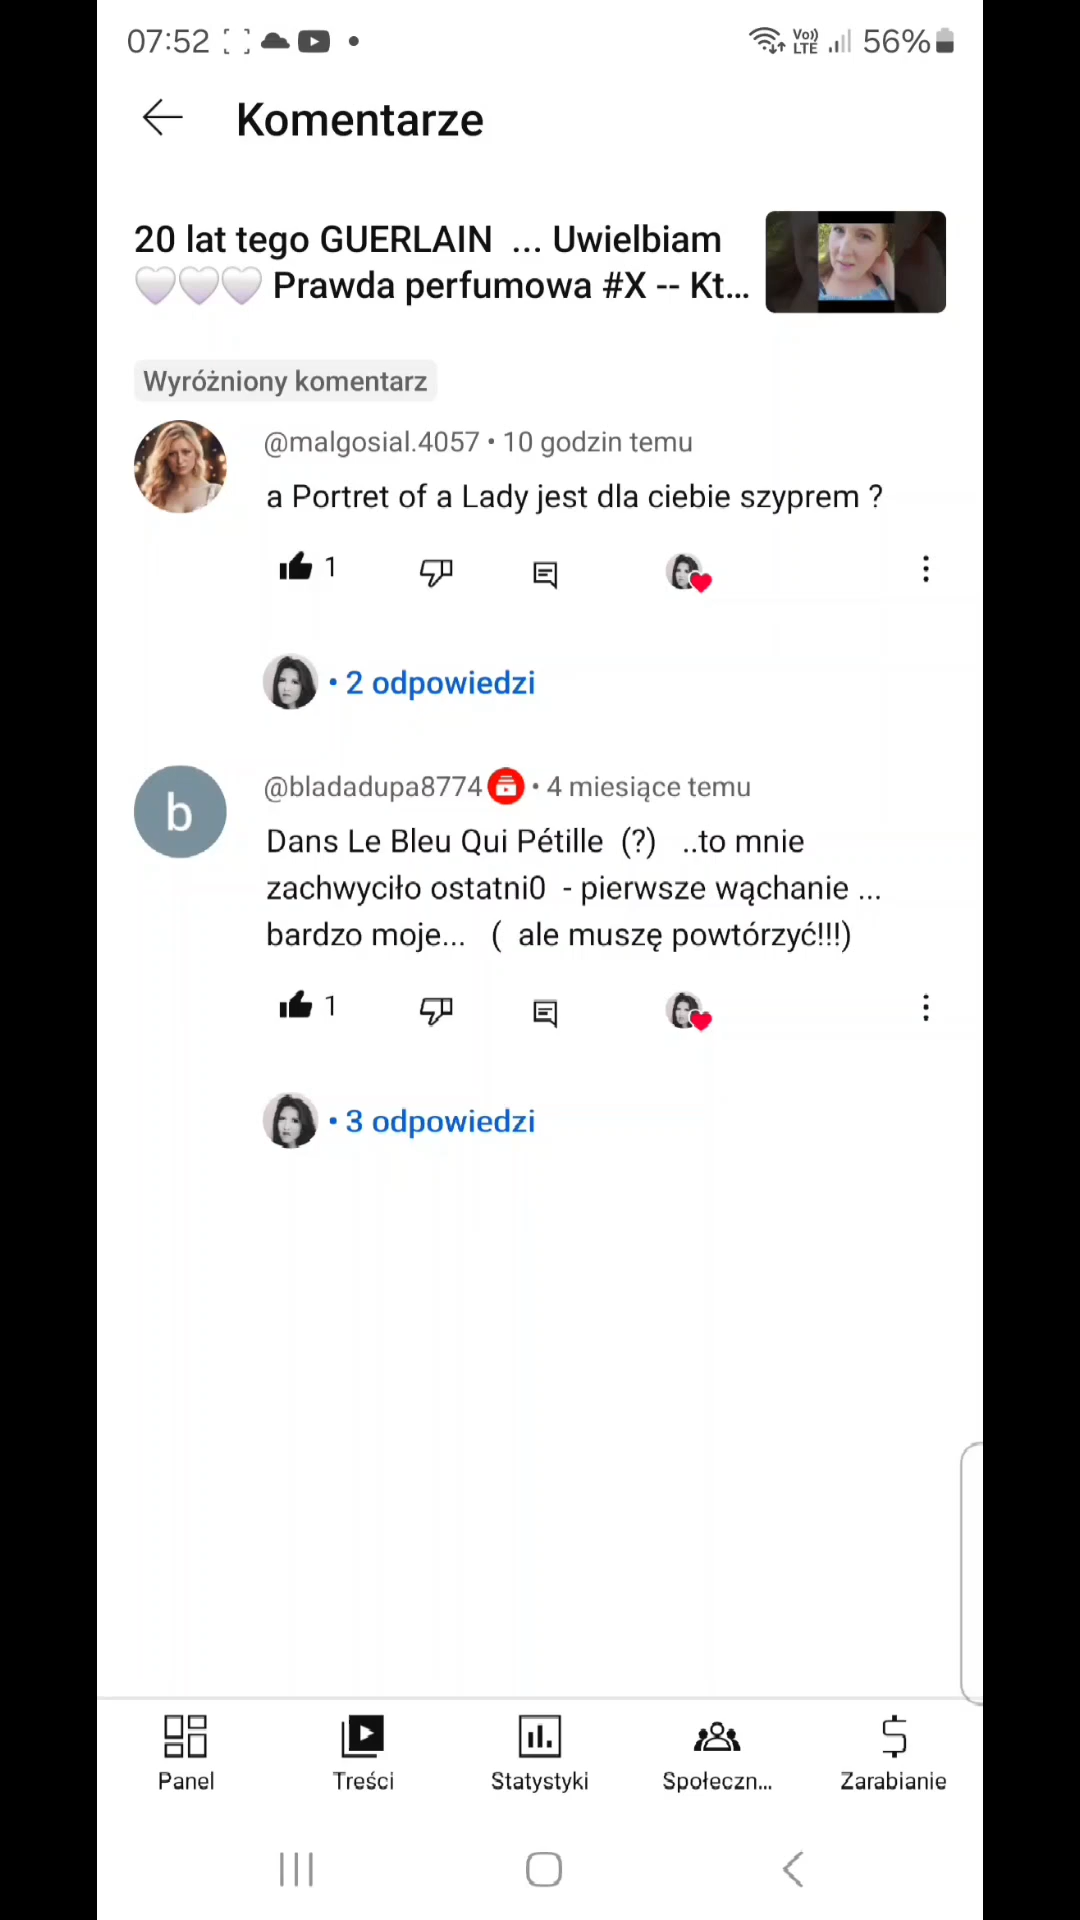 07:52
Vo))
LTE
56%
Komentarze
20 lat tego GUERLAIN ... Uwielbiam
🤍🤍🤍 Prawda perfumowa #X -- Kt...
Wyróżniony komentarz
@malgosial.4057 • 10 godzin temu
a Portret of a Lady jest dla ciebie szyprem ?
1
• 2 odpowiedzi
b
@bladadupa8774 • 4 miesiące temu
Dans Le Bleu Qui Pétille (?) ..to mnie
zachwyciło ostatni0 - pierwsze wąchanie ...
bardzo moje... ( ale muszę powtórzyć!!!)
1
• 3 odpowiedzi
Panel
Treści
Statystyki
Społeczn...
Zarabianie